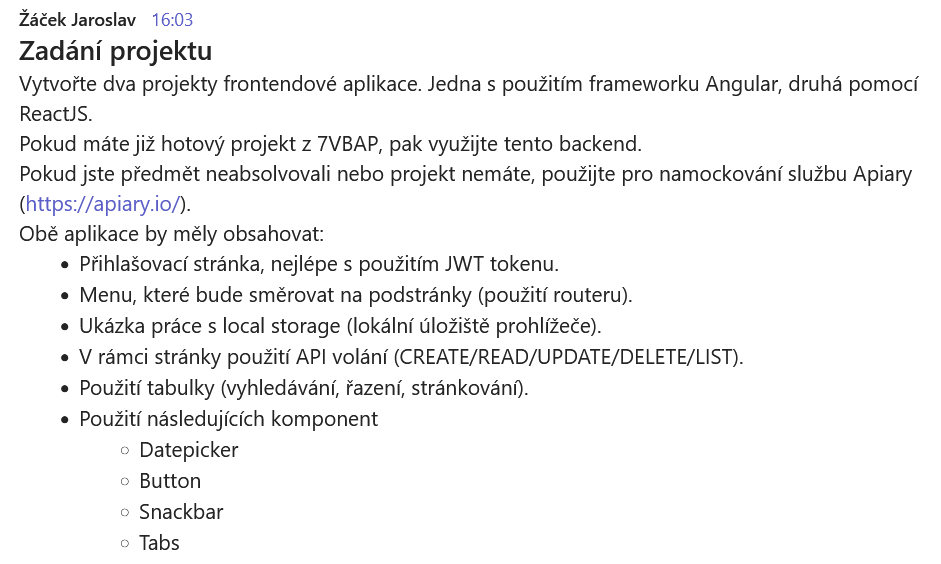 Žáček Jaroslav 16:03
Zadání projektu
Vytvořte dva projekty frontendové aplikace. Jedna s použitím frameworku Angular, druhá pomocí
ReactJS.
Pokud máte již hotový projekt z 7VBAP, pak využijte tento backend.
Pokud jste předmět neabsolvovali nebo projekt nemáte, použijte pro namockování službu Apiary
(https://apiary.io/).
Obě aplikace by měly obsahovat:
• Přihlašovací stránka, nejlépe s použitím JWT tokenu.
• Menu, které bude směrovat na podstránky (použití routeru).
• Ukázka práce s local storage (lokální úložiště prohlížeče).
• V rámci stránky použití API volání (CREATE/READ/UPDATE/DELETE/LIST).
• Použití tabulky (vyhledávání, řazení, stránkování).
• Použití následujících komponent
○ Datepicker
○ Button
○ Snackbar
○ Tabs